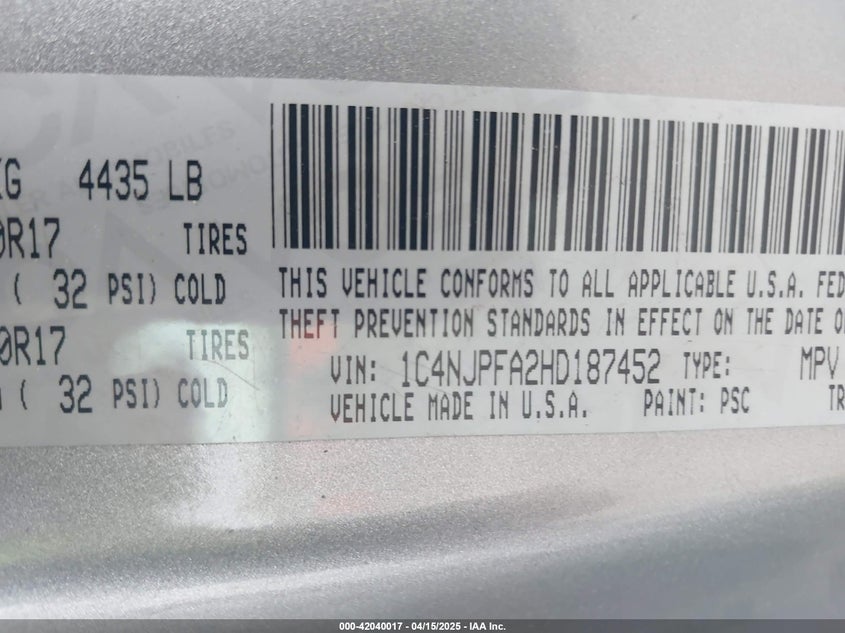 KG 4435 LB
0R17 TIRES
( 32 PSI) COLD
0R17 TIRES
( 32 PSI) COLD
THIS VEHICLE CONFORMS TO ALL APPLICABLE U.S.A. FED
THEFT PREVENTION STANDARDS IN EFFECT ON THE DATE O
VIN: 1C4NJPFA2HD187452 TYPE: MPV
VEHICLE MADE IN U.S.A. PAINT: PSC TR
000-42040017 - 04/15/2025 - IAA Inc.